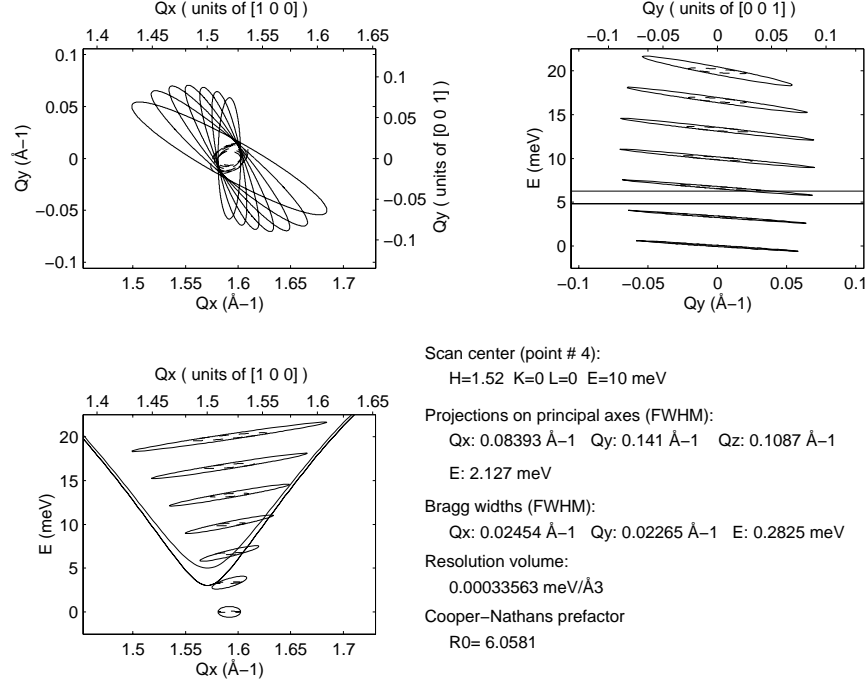 Qx ( units of [1 0 0] )
1.4 1.45 1.5 1.55 1.6 1.65
0.1
0.05
0
−0.05
−0.1
Qy (Å−1)
0.1
0.05
0
−0.05
−0.1
Qy ( units of [0 0 1] )
1.5 1.55 1.6 1.65 1.7
Qx (Å−1)
Qy ( units of [0 0 1] )
−0.1 −0.05 0 0.05 0.1
20
15
10
5
0
E (meV)
−0.1 −0.05 0 0.05 0.1
Qy (Å−1)
Qx ( units of [1 0 0] )
1.4 1.45 1.5 1.55 1.6 1.65
20
15
10
5
0
E (meV)
1.5 1.55 1.6 1.65 1.7
Qx (Å−1)
Scan center (point # 4):
H=1.52 K=0 L=0 E=10 meV
Projections on principal axes (FWHM):
Qx: 0.08393 Å−1 Qy: 0.141 Å−1 Qz: 0.1087 Å−1
E: 2.127 meV
Bragg widths (FWHM):
Qx: 0.02454 Å−1 Qy: 0.02265 Å−1 E: 0.2825 meV
Resolution volume:
0.00033563 meV/Å3
Cooper−Nathans prefactor
R0= 6.0581